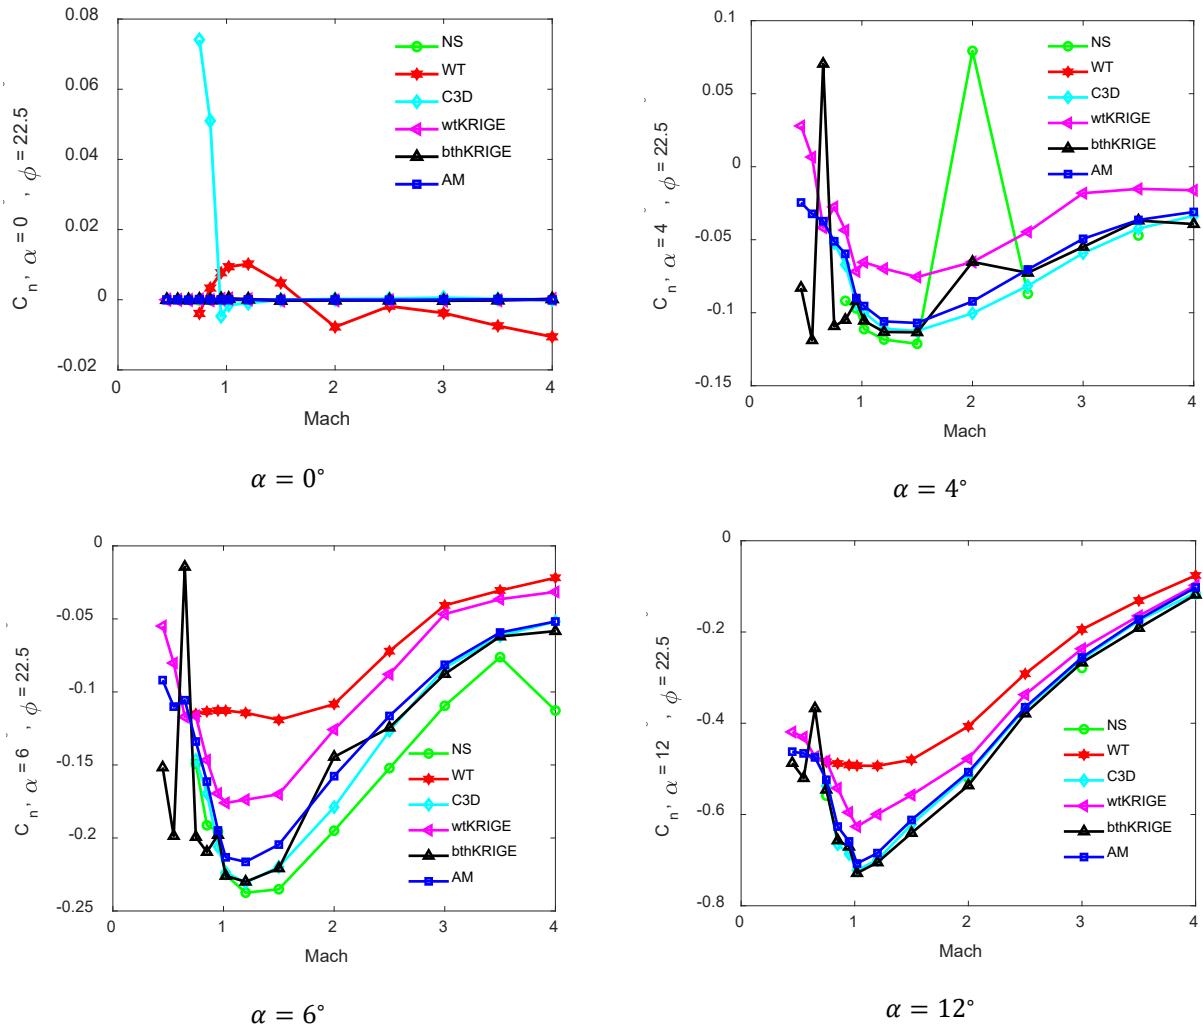 0.08
0.06
0.04
0.02
0
-0.02
0
1
2
3
4
Mach
C n, α = 0 ° , ϕ = 22.5 °
NS
WT
C3D
wtKRIGE
bthKRIGE
AM
α = 0°
0.1
0.05
0
-0.05
-0.1
-0.15
0
1
2
3
4
Mach
C n, α = 4 ° , ϕ = 22.5 °
NS
WT
C3D
wtKRIGE
bthKRIGE
AM
α = 4°
0
-0.05
-0.1
-0.15
-0.2
-0.25
0
1
2
3
4
Mach
C n, α = 6 ° , ϕ = 22.5 °
NS
WT
C3D
wtKRIGE
bthKRIGE
AM
α = 6°
0
-0.2
-0.4
-0.6
-0.8
0
1
2
3
4
Mach
C n, α = 12 ° , ϕ = 22.5 °
NS
WT
C3D
wtKRIGE
bthKRIGE
AM
α = 12°